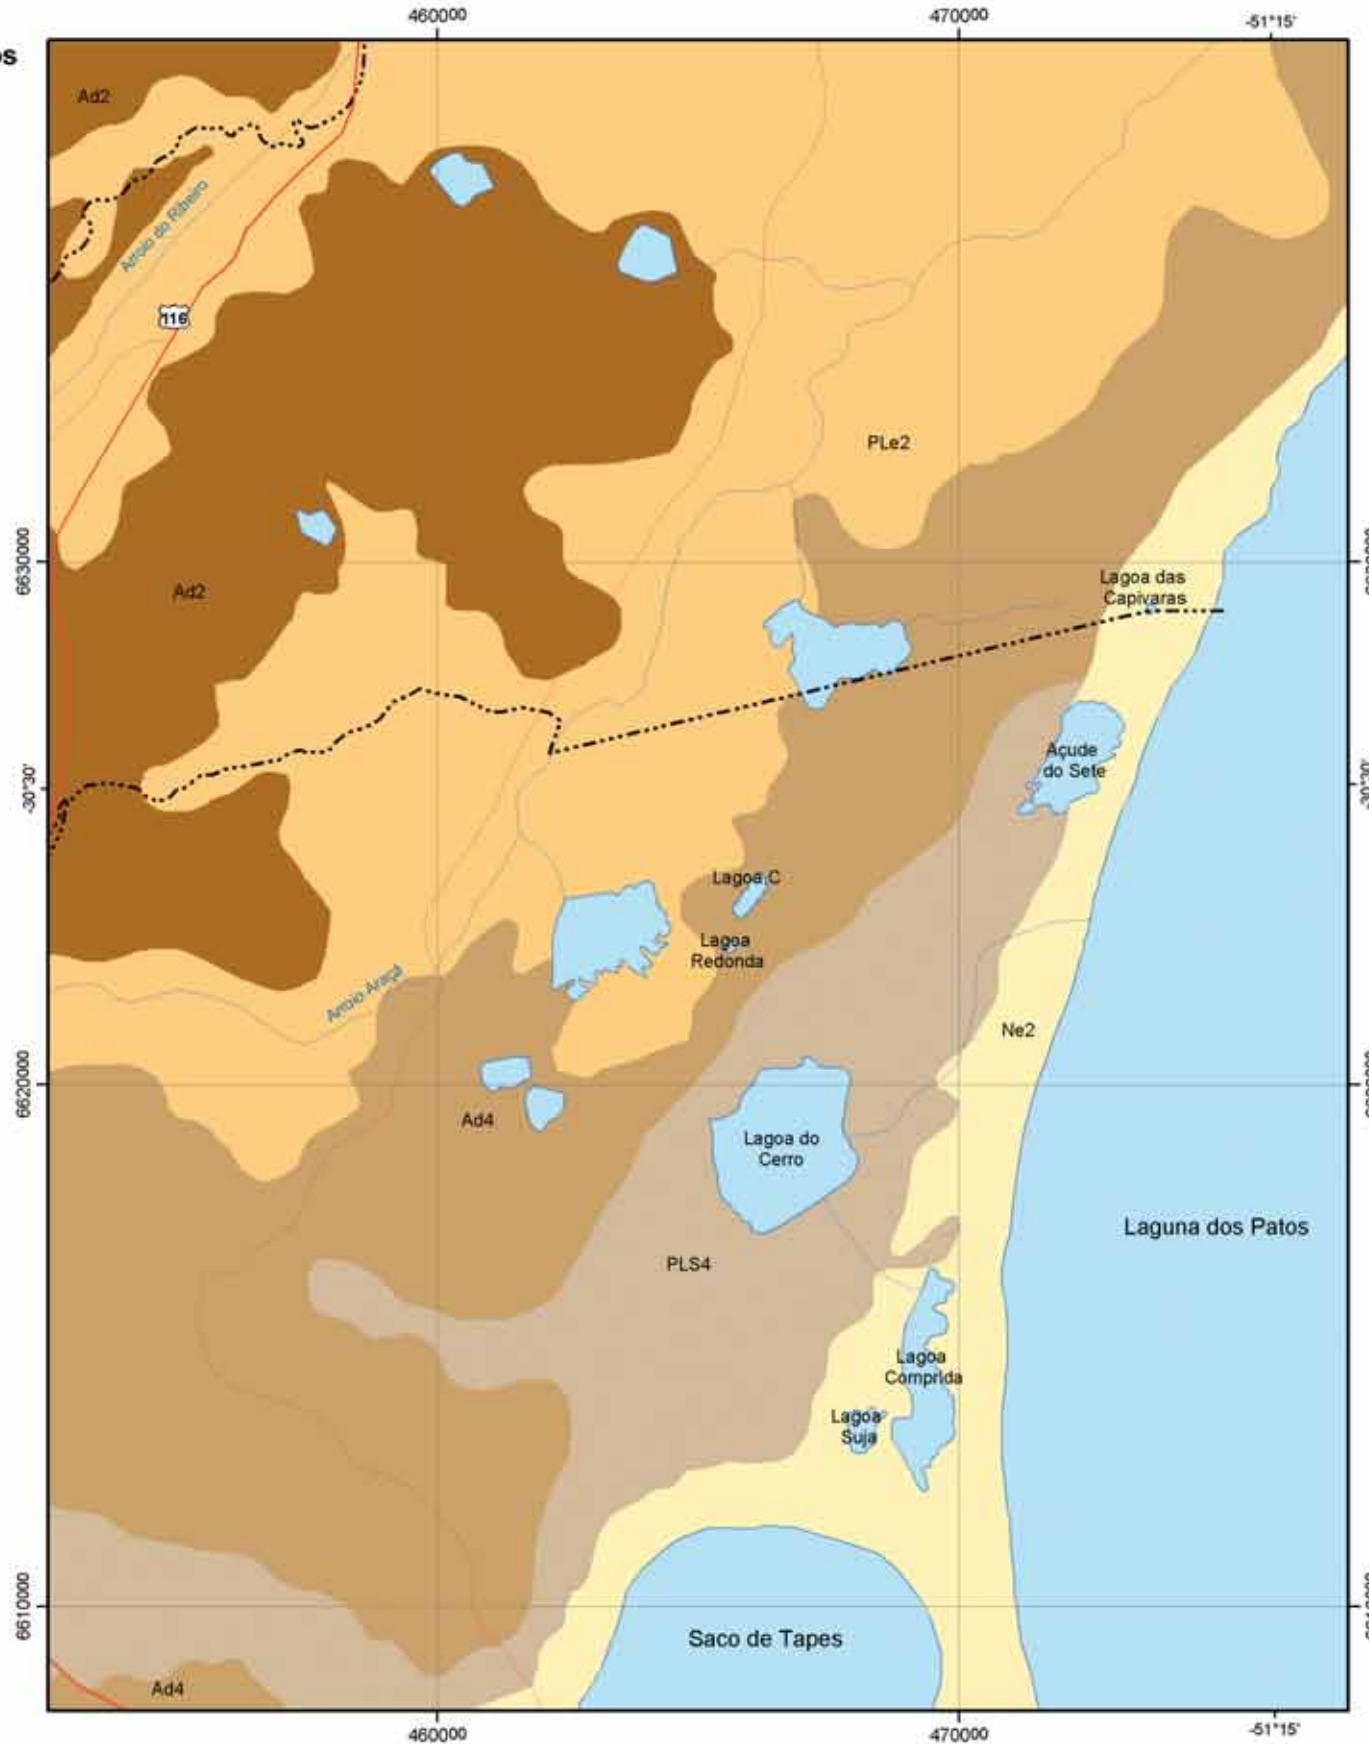 460000
470000
-51°15'
os
Ad2
Arroio do Ribeiro
116
PLe2
6630000
Ad2
Lagoa das
Capivaras
-30°30'
-30°30'
Açude
do Sete
Lagoa C
Lagoa
Redonda
Arroio Araçá
Ne2
6620000
Ad4
Lagoa do
Cerro
Laguna dos Patos
PLS4
Lagoa
Comprida
Lagoa
Suja
6610000
Saco de Tapes
Ad4
460000
470000
-51°15'